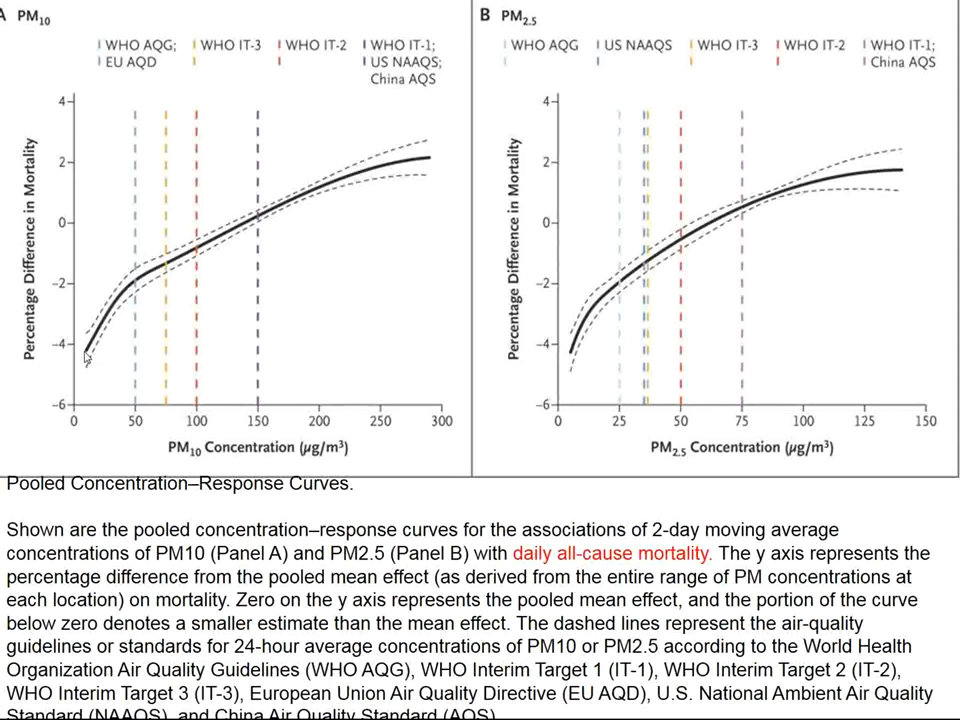 A PM10
WHO AQG;
EU AQD
WHO IT-3
WHO IT-2
WHO IT-1;
US NAAQS;
China AQS
Percentage Difference in Mortality
4
2
0
−2
−4
−6
0 50 100 150 200 250 300
PM10 Concentration (μg/m³)
B PM2.5
WHO AQG
US NAAQS
WHO IT-3
WHO IT-2
WHO IT-1;
China AQS
Percentage Difference in Mortality
4
2
0
−2
−4
−6
0 25 50 75 100 125 150
PM2.5 Concentration (μg/m³)
Pooled Concentration–Response Curves.
Shown are the pooled concentration–response curves for the associations of 2-day moving average
concentrations of PM10 (Panel A) and PM2.5 (Panel B) with daily all-cause mortality. The y axis represents the
percentage difference from the pooled mean effect (as derived from the entire range of PM concentrations at
each location) on mortality. Zero on the y axis represents the pooled mean effect, and the portion of the curve
below zero denotes a smaller estimate than the mean effect. The dashed lines represent the air-quality
guidelines or standards for 24-hour average concentrations of PM10 or PM2.5 according to the World Health
Organization Air Quality Guidelines (WHO AQG), WHO Interim Target 1 (IT-1), WHO Interim Target 2 (IT-2),
WHO Interim Target 3 (IT-3), European Union Air Quality Directive (EU AQD), U.S. National Ambient Air Quality
Standard (NAAQS), and China Air Quality Standard (AQS).